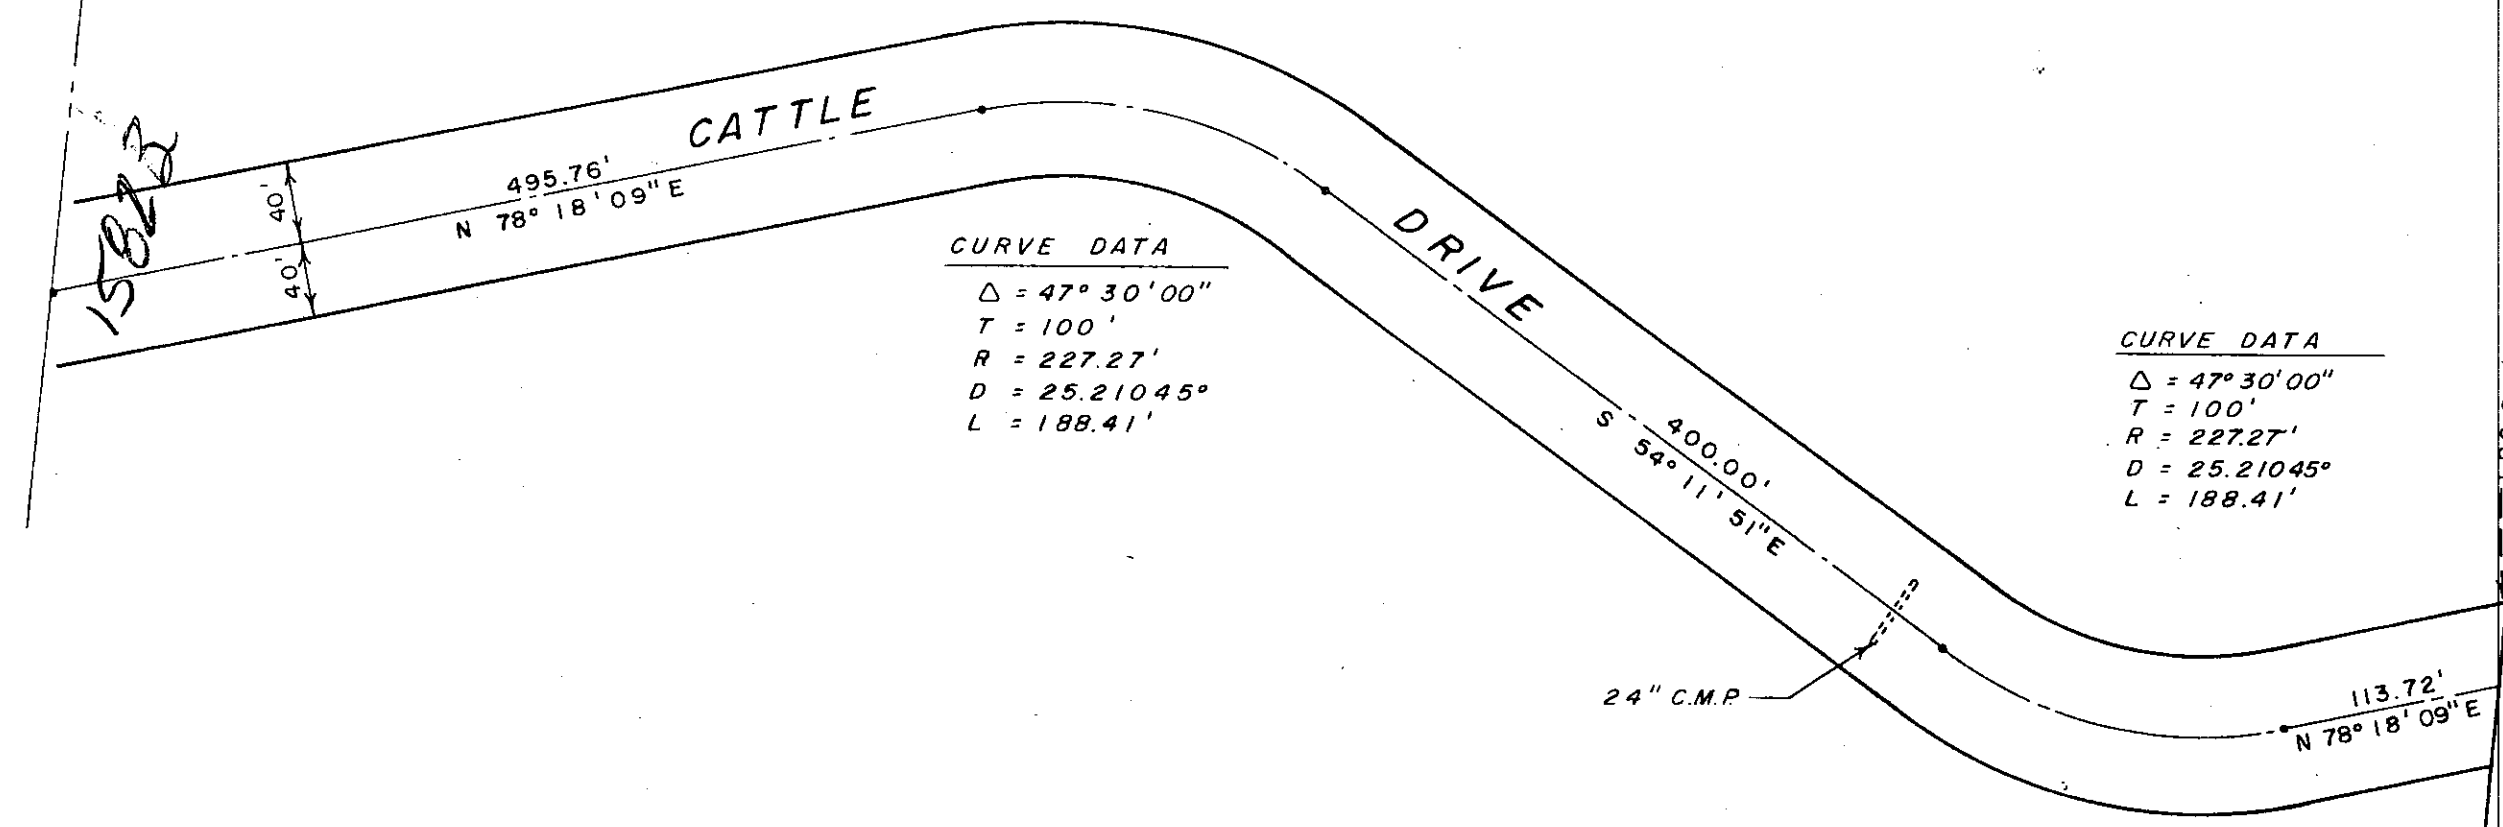 15823
CATTLE DRIVE
40'
40'
495.76'
N 78° 18' 09" E
CURVE DATA
Δ = 47° 30' 00"
T = 100'
R = 227.27'
D = 25.21045°
L = 188.41'
400.00'
S 54° 11' 51" E
CURVE DATA
Δ = 47° 30' 00"
T = 100'
R = 227.27'
D = 25.21045°
L = 188.41'
24" C.M.P.
113.72'
N 78° 18' 09" E